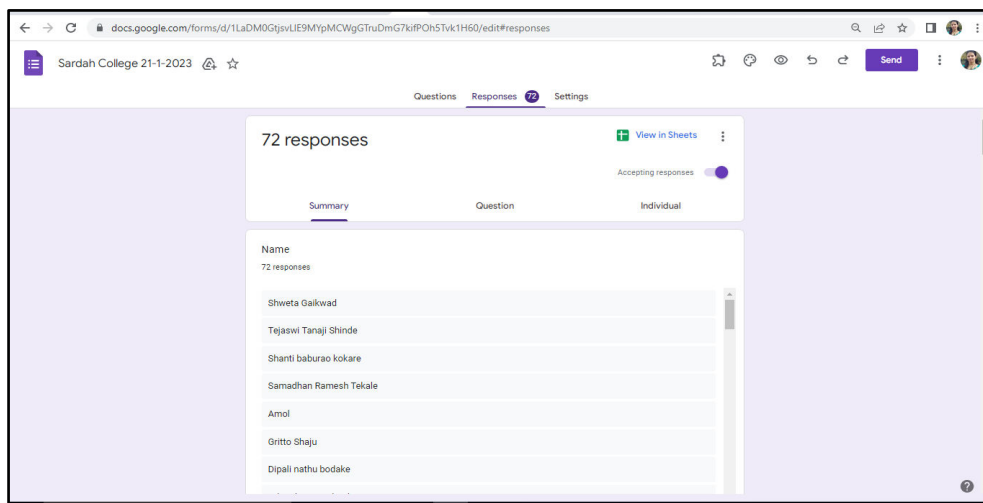 docs.google.com/forms/d/1LaDM0GtjsvLlE9MYpMCWgGTruDmG7kifPOh5Tvk1H60/edit#responses
Sardah College 21-1-2023
Send
Questions Responses 72 Settings
72 responses
View in Sheets
Accepting responses
Summary Question Individual
Name
72 responses
Shweta Gaikwad
Tejaswi Tanaji Shinde
Shanti baburao kokare
Samadhan Ramesh Tekale
Amol
Gritto Shaju
Dipali nathu bodake